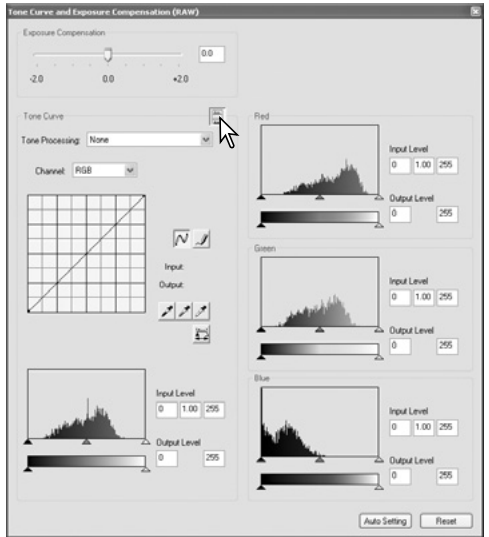 Tone Curve and Exposure Compensation (RAW)
Exposure Compensation
0.0
-2.0 0.0 +2.0
Tone Curve
Tone Processing: None
Channel: RGB
Input:
Output:
Input Level
0 1.00 255
Output Level
0 255
Red
Input Level
0 1.00 255
Output Level
0 255
Green
Input Level
0 1.00 255
Output Level
0 255
Blue
Input Level
0 1.00 255
Output Level
0 255
Auto Setting Reset